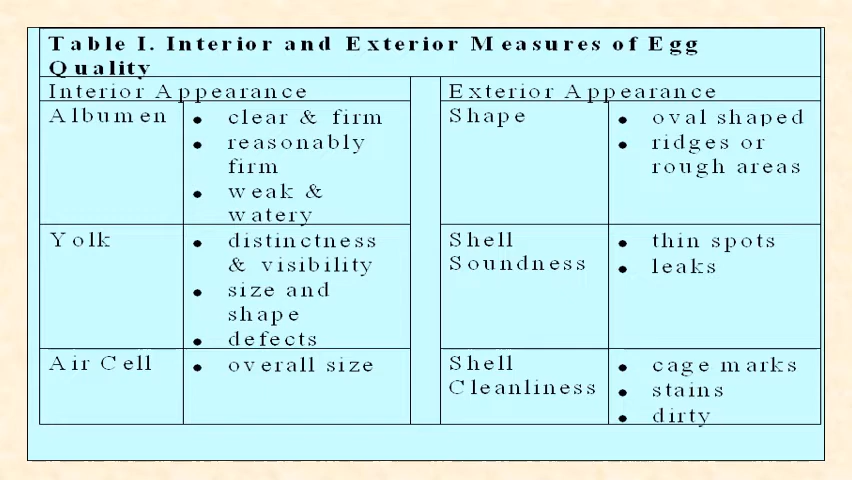 Table I. Interior and Exterior Measures of Egg
Quality
Interior Appearance
Exterior Appearance
Albumen
• clear & firm
• reasonably
firm
• weak &
watery
Shape
• oval shaped
• ridges or
rough areas
Yolk
• distinctness
& visibility
• size and
shape
• defects
Shell
Soundness
• thin spots
• leaks
Air Cell
• overall size
Shell
Cleanliness
• cage marks
• stains
• dirty